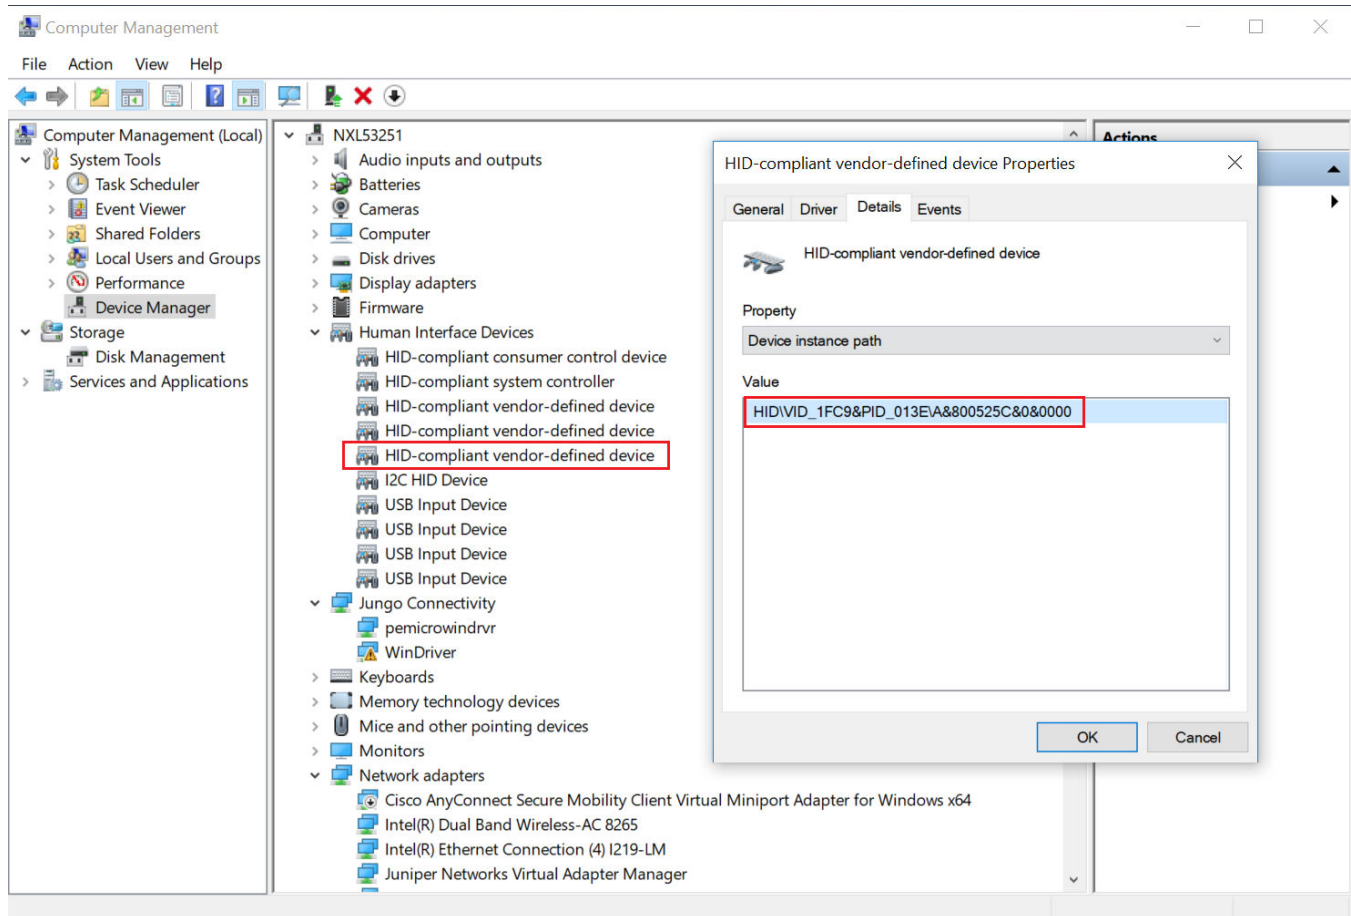 Computer Management
File Action View Help
Computer Management (Local)
System Tools
Task Scheduler
Event Viewer
Shared Folders
Local Users and Groups
Performance
Device Manager
Storage
Disk Management
Services and Applications
NXL53251
Audio inputs and outputs
Batteries
Cameras
Computer
Disk drives
Display adapters
Firmware
Human Interface Devices
HID-compliant consumer control device
HID-compliant system controller
HID-compliant vendor-defined device
HID-compliant vendor-defined device
HID-compliant vendor-defined device
I2C HID Device
USB Input Device
USB Input Device
USB Input Device
USB Input Device
Jungo Connectivity
pemicrowindrvr
WinDriver
Keyboards
Memory technology devices
Mice and other pointing devices
Monitors
Network adapters
Cisco AnyConnect Secure Mobility Client Virtual Miniport Adapter for Windows x64
Intel(R) Dual Band Wireless-AC 8265
Intel(R) Ethernet Connection (4) I219-LM
Juniper Networks Virtual Adapter Manager
Actions
HID-compliant vendor-defined device Properties
General Driver Details Events
HID-compliant vendor-defined device
Property
Device instance path
Value
HID\VID_1FC9&PID_013E\A&800525C&0&0000
OK Cancel